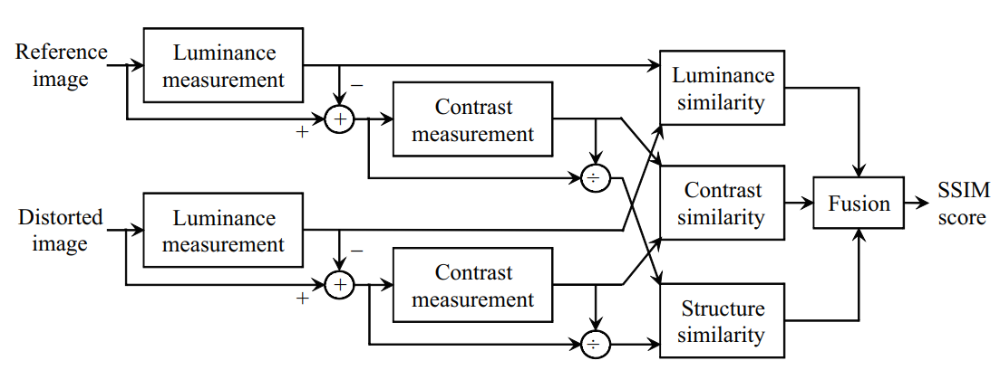 Reference
image
Luminance
measurement
−
+
+
Contrast
measurement
÷
Luminance
similarity
Distorted
image
Luminance
measurement
−
+
+
Contrast
measurement
÷
Contrast
similarity
Structure
similarity
Fusion
SSIM
score